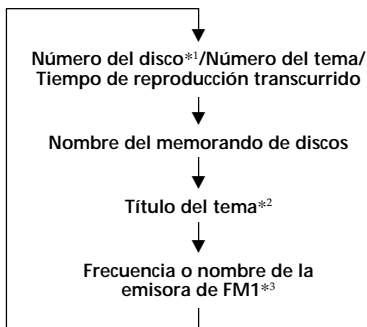 Número del disco*1/Número del tema/
Tiempo de reproducción transcurrido
Nombre del memorando de discos
Título del tema*2
Frecuencia o nombre de la
emisora de FM1*3